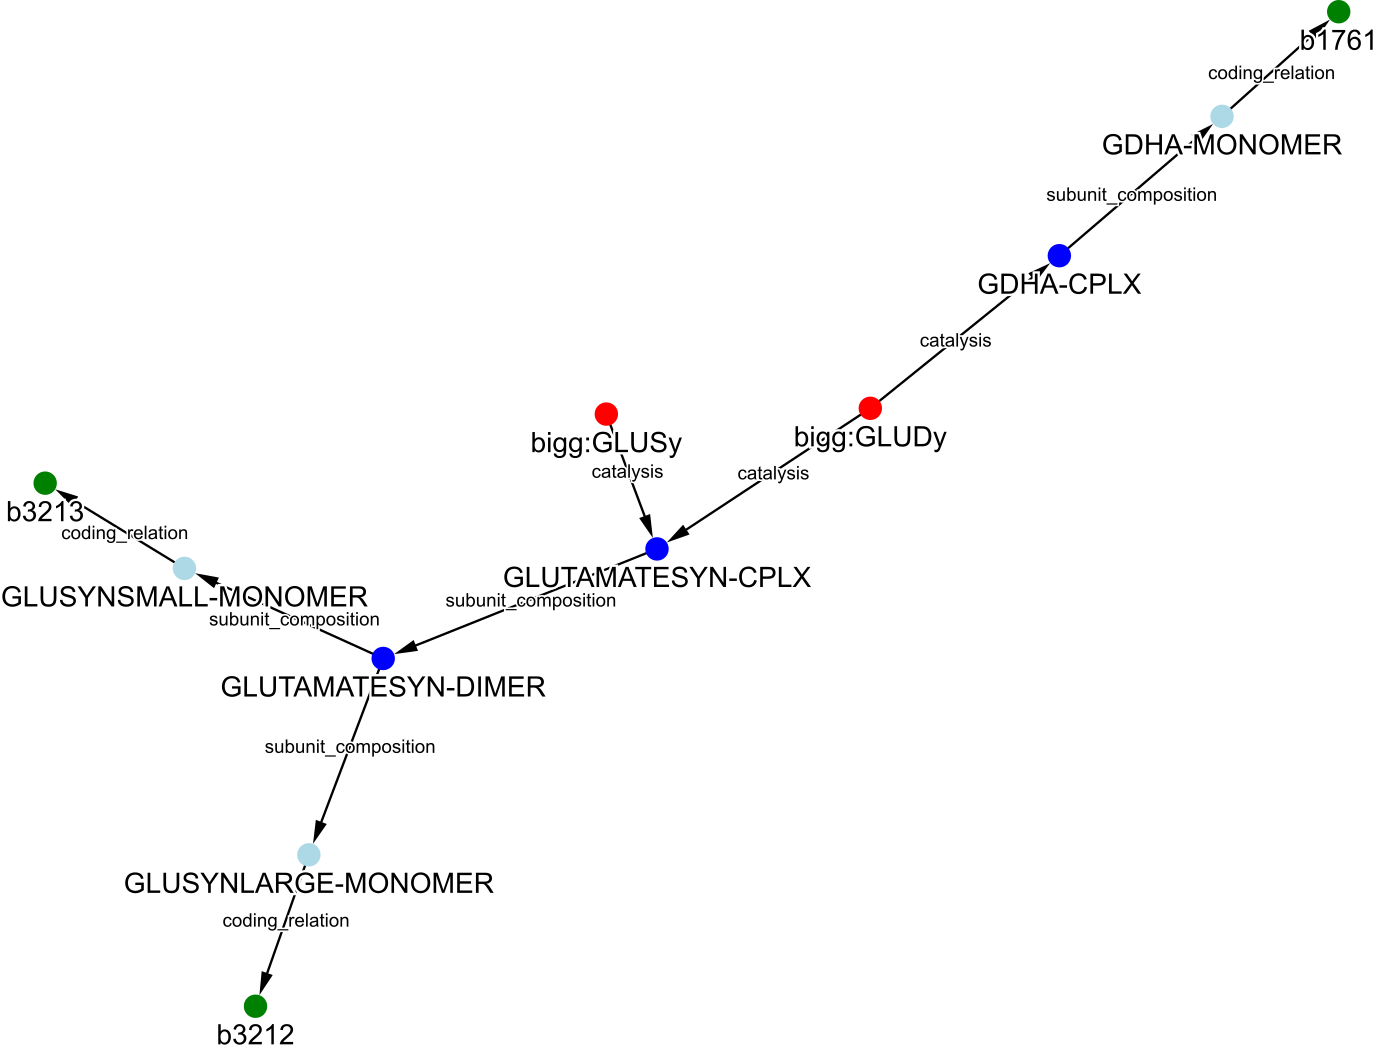 b1761
coding_relation
GDHA-MONOMER
subunit_composition
GDHA-CPLX
catalysis
bigg:GLUSy
bigg:GLUDy
catalysis
catalysis
b3213
coding_relation
GLUTAMATESYN-CPLX
GLUSYNSMALL-MONOMER
subunit_composition
subunit_composition
GLUTAMATESYN-DIMER
subunit_composition
GLUSYNLARGE-MONOMER
coding_relation
b3212